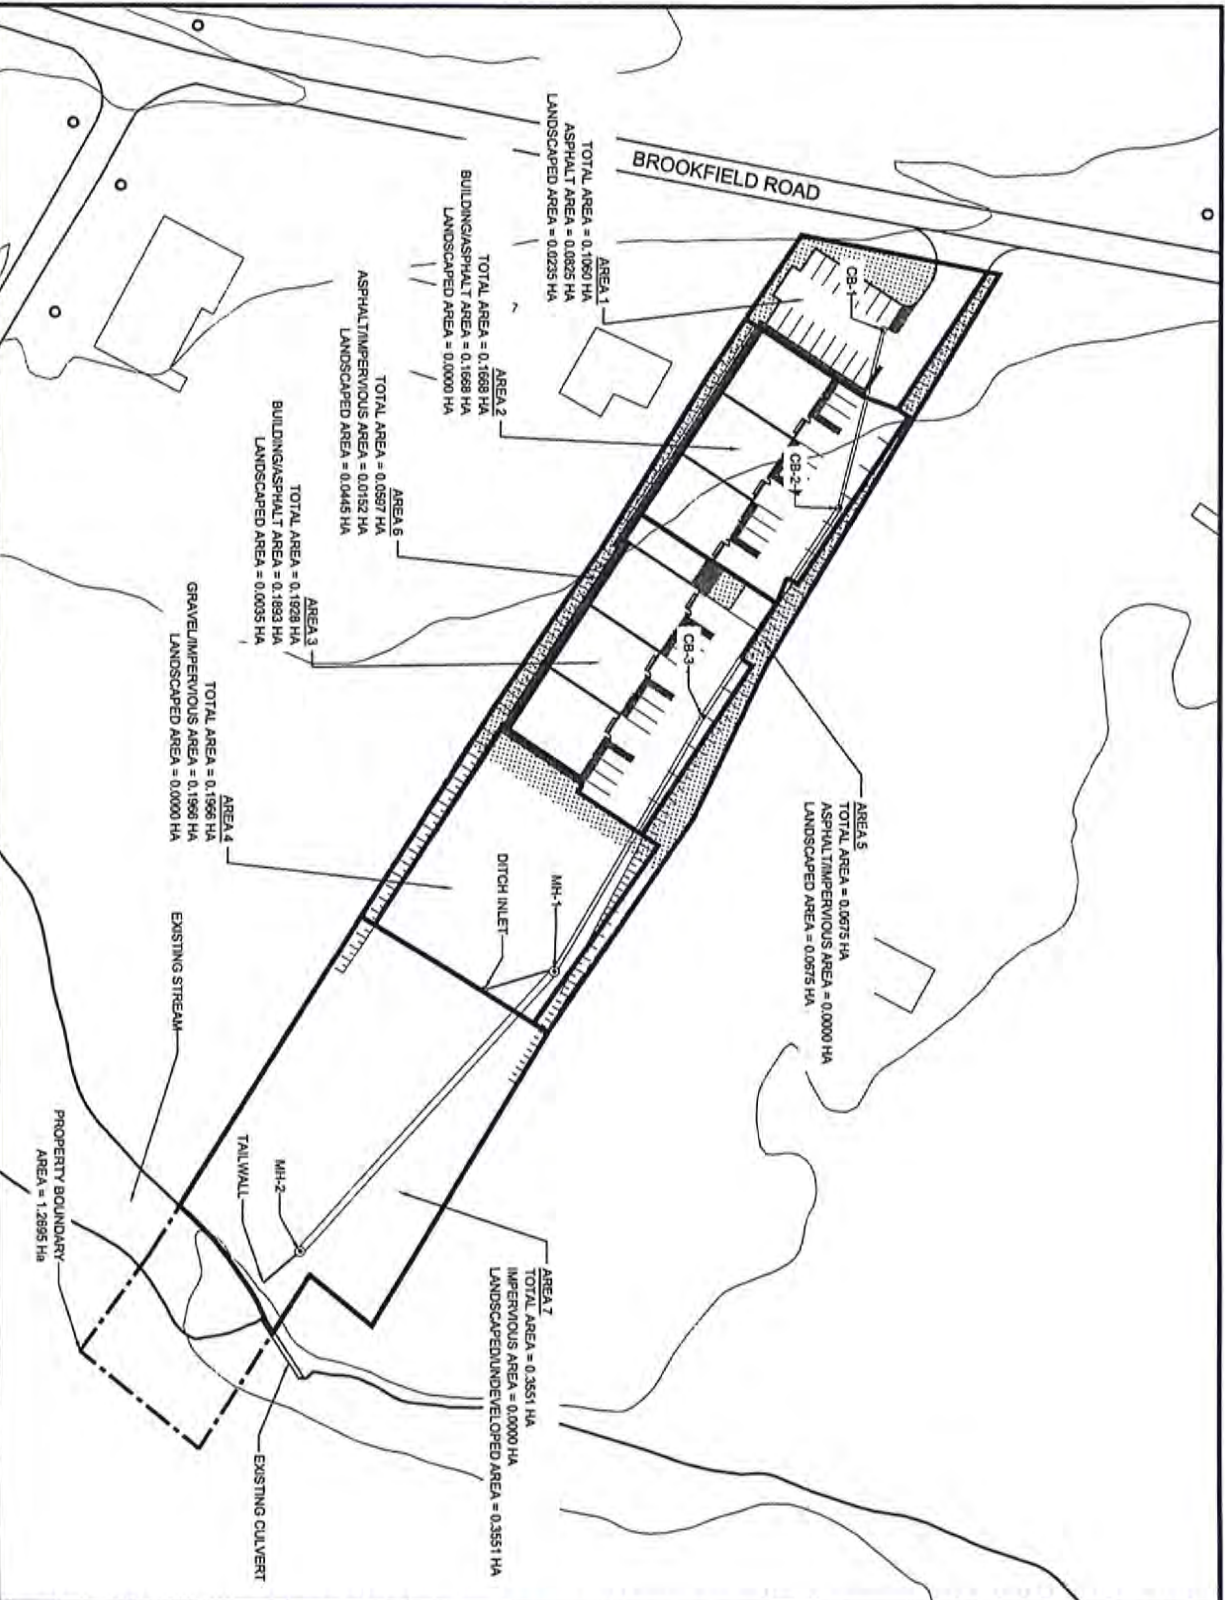 BROOKFIELD ROAD
AREA 1
TOTAL AREA = 0.1060 HA
ASPHALT AREA = 0.0825 HA
LANDSCAPED AREA = 0.0235 HA
AREA 2
TOTAL AREA = 0.1668 HA
BUILDING/ASPHALT AREA = 0.1668 HA
LANDSCAPED AREA = 0.0000 HA
AREA 6
TOTAL AREA = 0.0597 HA
ASPHALT/IMPERVIOUS AREA = 0.0152 HA
LANDSCAPED AREA = 0.0445 HA
AREA 3
TOTAL AREA = 0.1928 HA
BUILDING/ASPHALT AREA = 0.1893 HA
LANDSCAPED AREA = 0.0035 HA
AREA 4
TOTAL AREA = 0.1966 HA
GRAVEL/IMPERVIOUS AREA = 0.1966 HA
LANDSCAPED AREA = 0.0000 HA
CB-1
CB-2
CB-3
AREA 5
TOTAL AREA = 0.0675 HA
ASPHALT/IMPERVIOUS AREA = 0.0000 HA
LANDSCAPED AREA = 0.0675 HA
MH-1
DITCH INLET
EXISTING STREAM
PROPERTY BOUNDARY
AREA = 1.2695 Ha
TAILWALL
MH-2
AREA 7
TOTAL AREA = 0.3551 HA
IMPERVIOUS AREA = 0.0000 HA
LANDSCAPED/UNDEVELOPED AREA = 0.3551 HA
EXISTING CULVERT